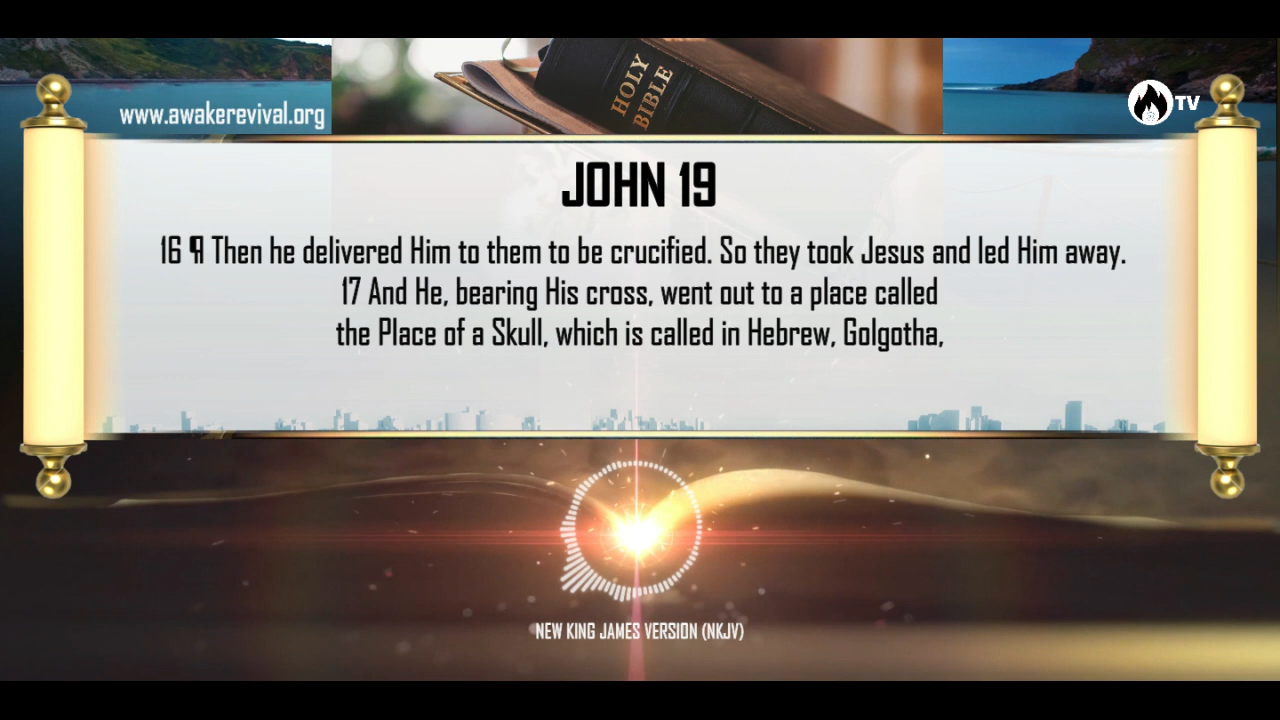 www.awakerevival.org
HOLY
BIBLE
TV
JOHN 19
16 ¶ Then he delivered Him to them to be crucified. So they took Jesus and led Him away.
17 And He, bearing His cross, went out to a place called
the Place of a Skull, which is called in Hebrew, Golgotha,
NEW KING JAMES VERSION (NKJV)